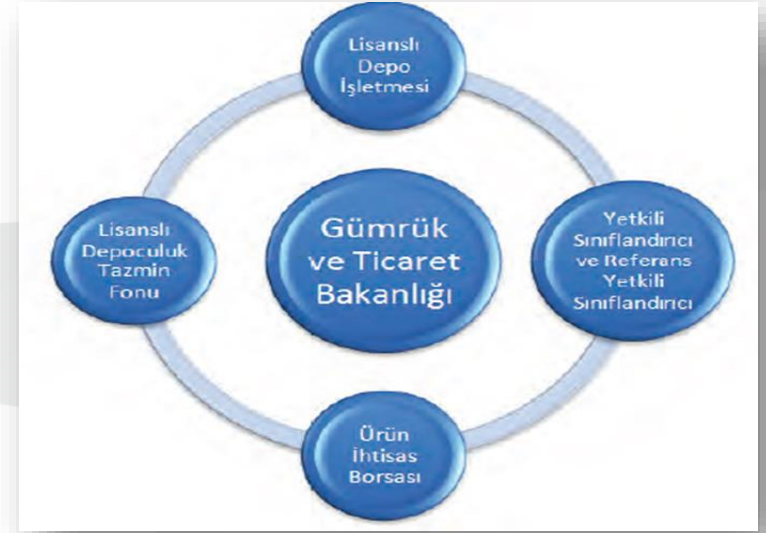 Lisanslı
Depo
İşletmesi
Lisanslı
Depoculuk
Tazmin
Fonu
Gümrük
ve Ticaret
Bakanlığı
Yetkili
Sınıflandırıcı
ve Referans
Yetkili
Sınıflandırıcı
Ürün
İhtisas
Borsası